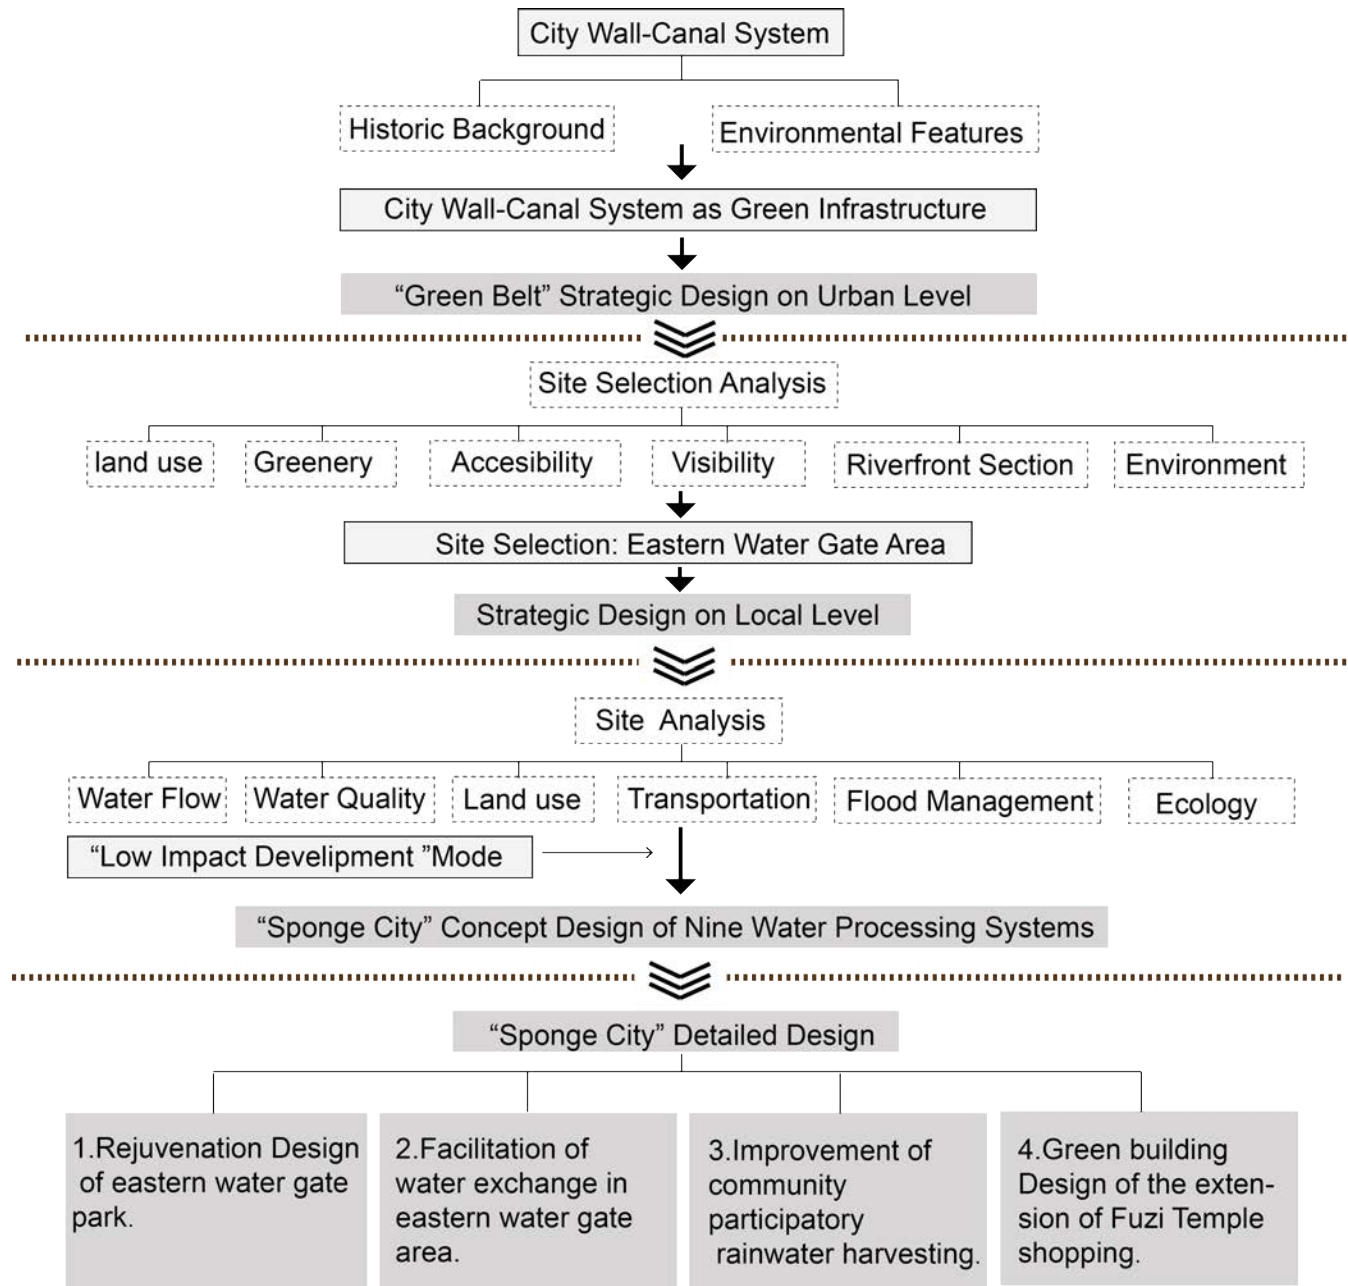 City Wall-Canal System
Historic Background
Environmental Features
City Wall-Canal System as Green Infrastructure
“Green Belt” Strategic Design on Urban Level
Site Selection Analysis
land use
Greenery
Accesibility
Visibility
Riverfront Section
Environment
Site Selection: Eastern Water Gate Area
Strategic Design on Local Level
Site Analysis
Water Flow
Water Quality
Land use
Transportation
Flood Management
Ecology
“Low Impact Develipment ”Mode
“Sponge City” Concept Design of Nine Water Processing Systems
“Sponge City” Detailed Design
1.Rejuvenation Design
of eastern water gate
park.
2.Facilitation of
water exchange in
eastern water gate
area.
3.Improvement of
community
participatory
rainwater harvesting.
4.Green building
Design of the exten-
sion of Fuzi Temple
shopping.